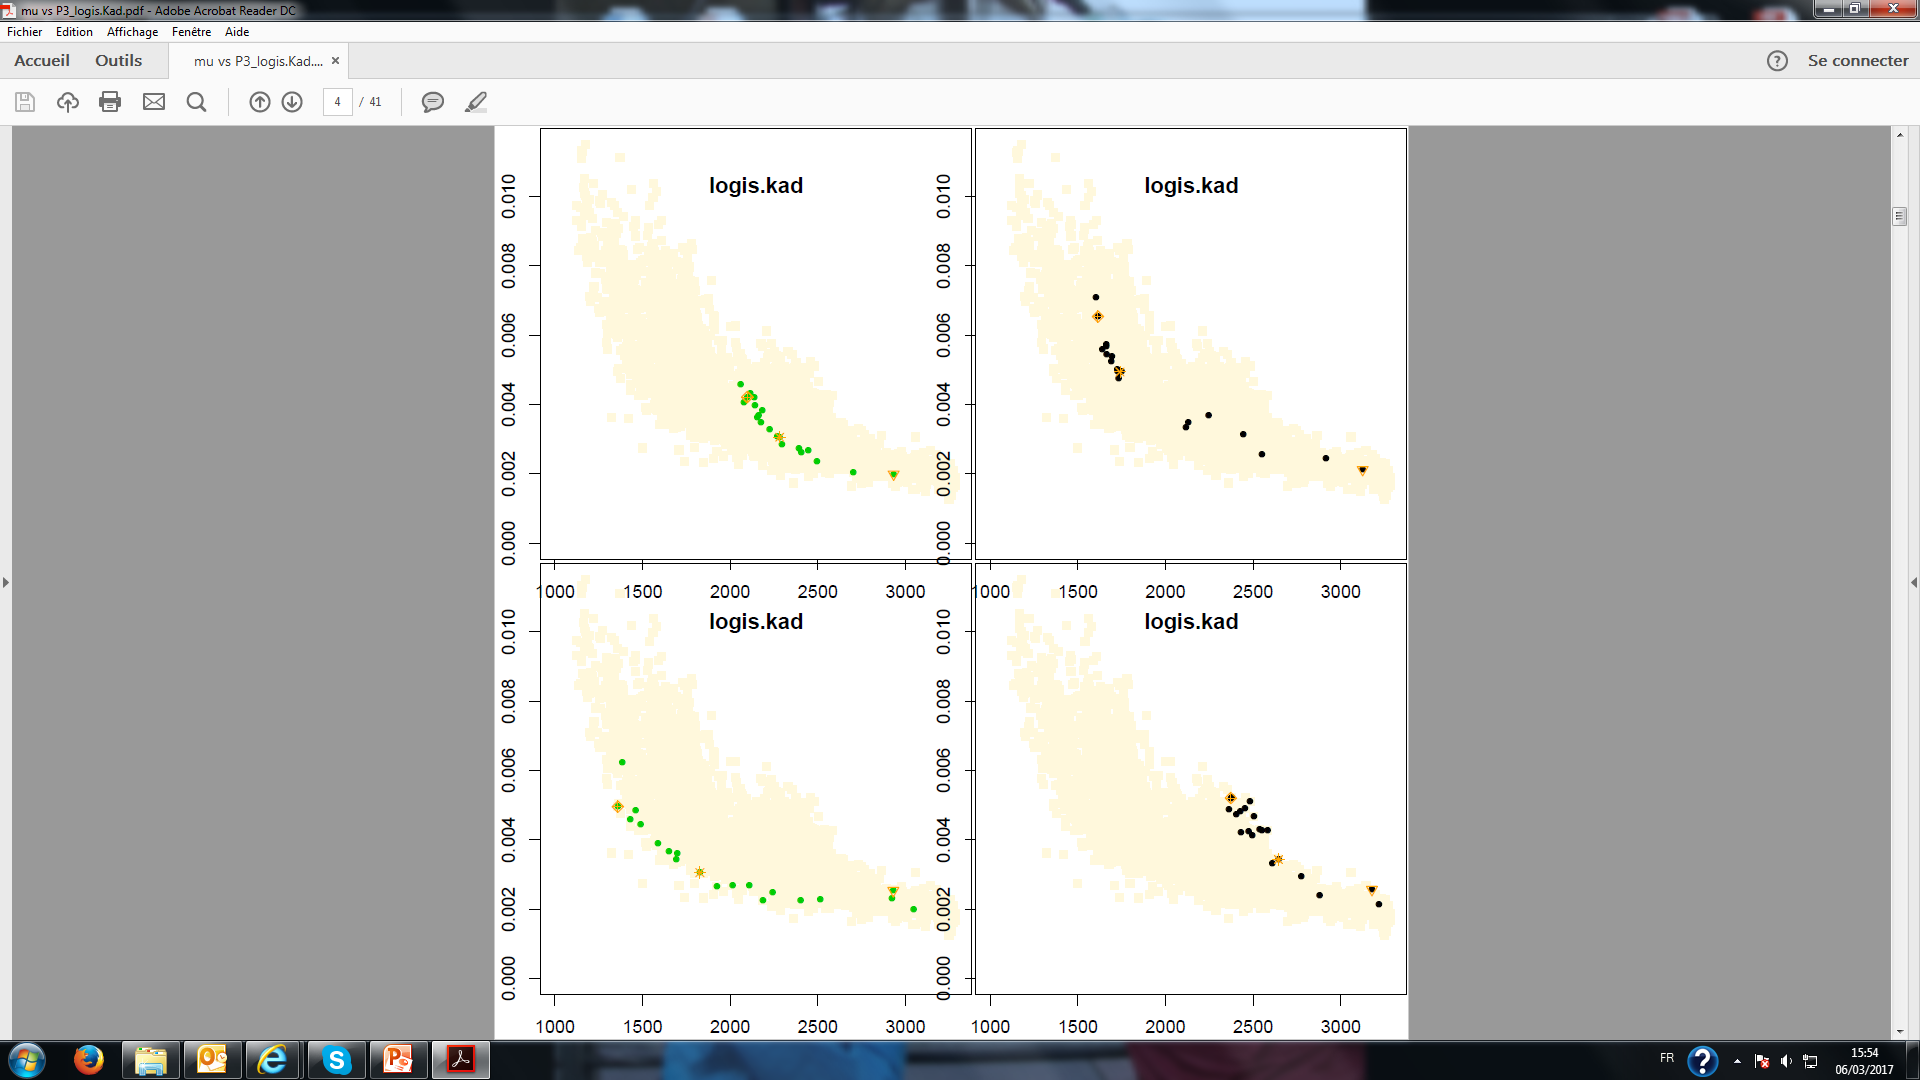 mu vs P3_logis.Kad.pdf - Adobe Acrobat Reader DC
Fichier Edition Affichage Fenêtre Aide
Accueil Outils mu vs P3_logis.Kad.... × ? Se connecter
4 / 41
logis.kad
0.000 0.002 0.004 0.006 0.008 0.010
1000 1500 2000 2500 3000
logis.kad
0.000 0.002 0.004 0.006 0.008 0.010
1000 1500 2000 2500 3000
logis.kad
0.000 0.002 0.004 0.006 0.008 0.010
1000 1500 2000 2500 3000
logis.kad
0.000 0.002 0.004 0.006 0.008 0.010
1000 1500 2000 2500 3000
FR
15:54
06/03/2017